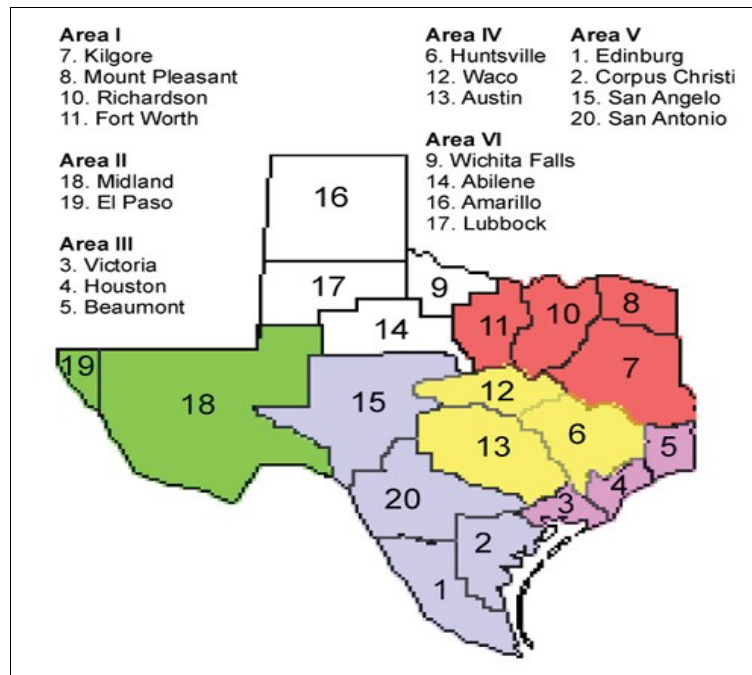 Area I
7. Kilgore
8. Mount Pleasant
10. Richardson
11. Fort Worth
Area II
18. Midland
19. El Paso
Area III
3. Victoria
4. Houston
5. Beaumont
Area IV
6. Huntsville
12. Waco
13. Austin
Area VI
9. Wichita Falls
14. Abilene
16. Amarillo
17. Lubbock
Area V
1. Edinburg
2. Corpus Christi
15. San Angelo
20. San Antonio
16
17
9
14
11
10
8
7
19
18
15
12
13
6
5
4
3
20
2
1